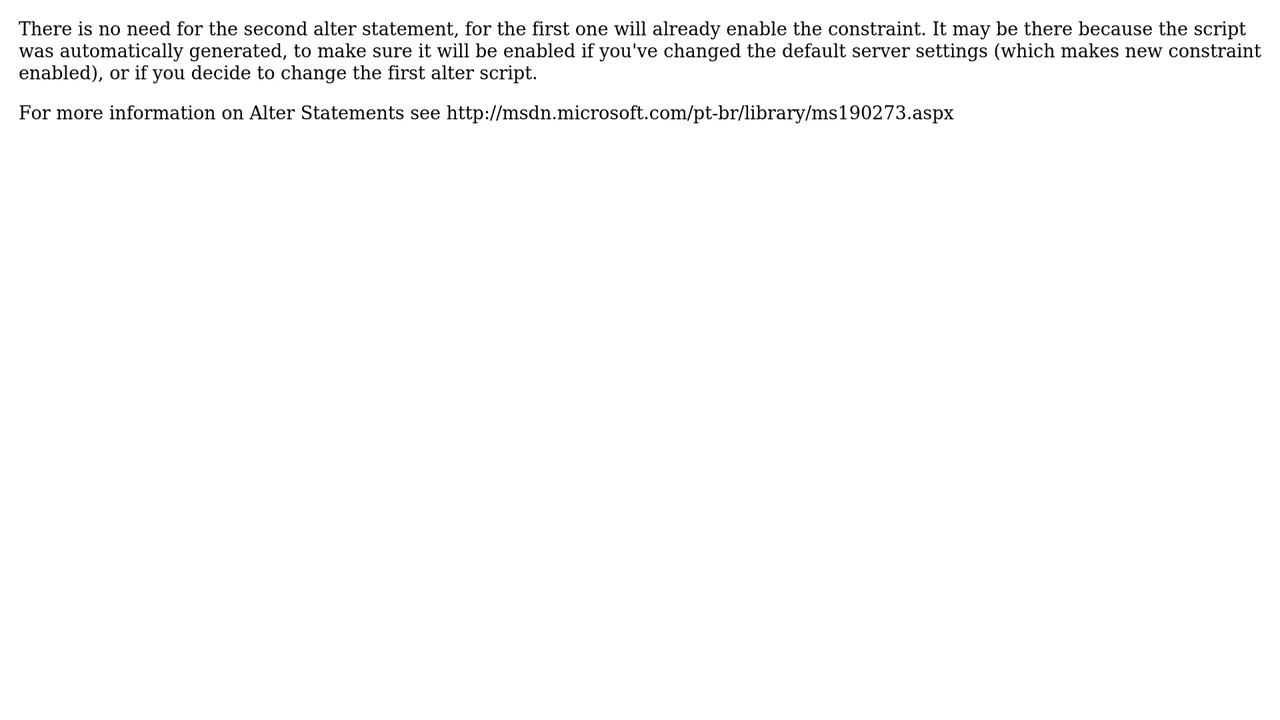 There is no need for the second alter statement, for the first one will already enable the constraint. It may be there because the script
was automatically generated, to make sure it will be enabled if you've changed the default server settings (which makes new constraint
enabled), or if you decide to change the first alter script.
For more information on Alter Statements see http://msdn.microsoft.com/pt-br/library/ms190273.aspx